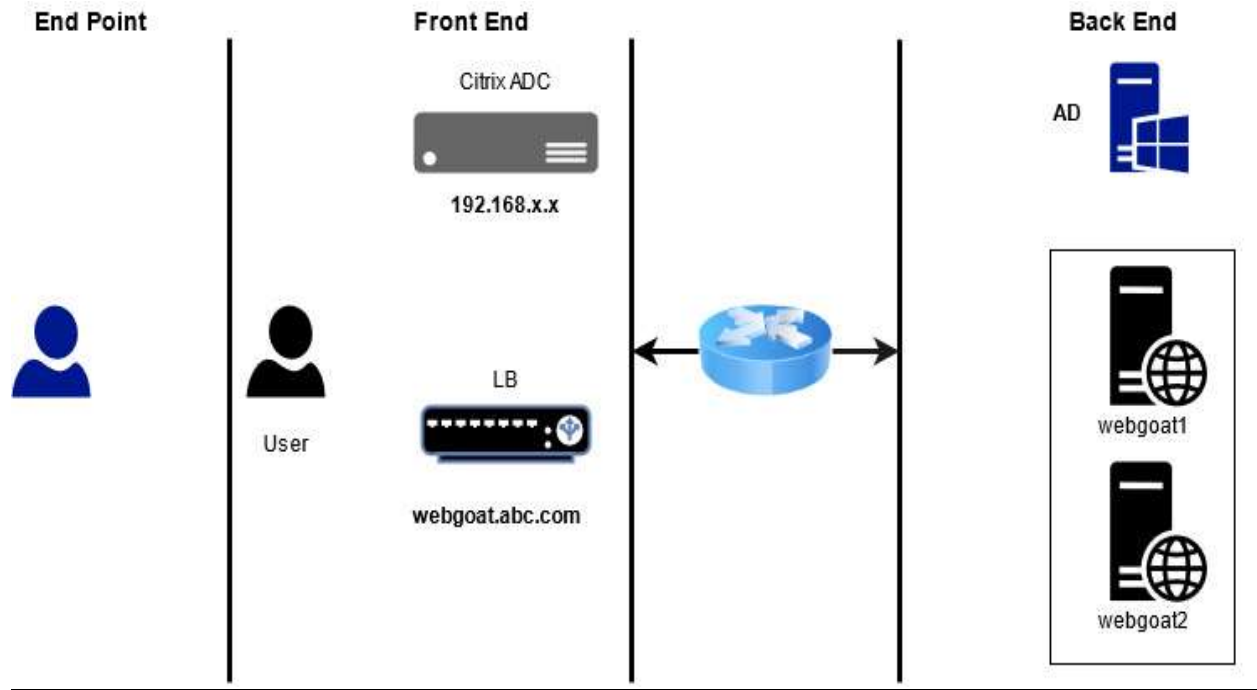 End Point
Front End
Back End
Citrix ADC
192.168.x.x
AD
User
LB
webgoat.abc.com
webgoat1
webgoat2